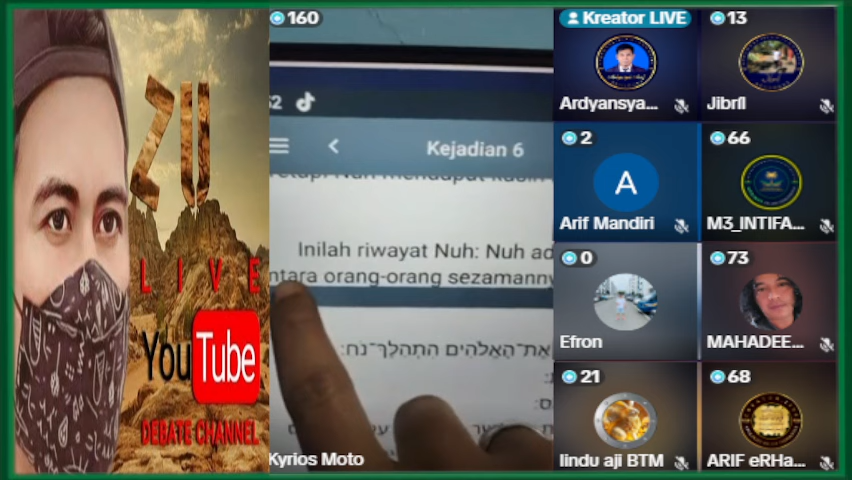 ZU
LIVE
YouTube
DEBATE CHANNEL
160
Kejadian 6
Inilah riwayat Nuh: Nuh ad
ntara orang-orang sezamanny
אֶת־הָאֱלֹהִים הִתְהַלֶּךְ־נֹחַ׃
Kyrios Moto
Kreator LIVE
Ardyansya...
13
Jibrıl
2
A
Arif Mandiri
66
M3_INTIFA...
0
Efron
73
MAHADEE...
21
lindu aji BTM
68
ARIF eRHa...